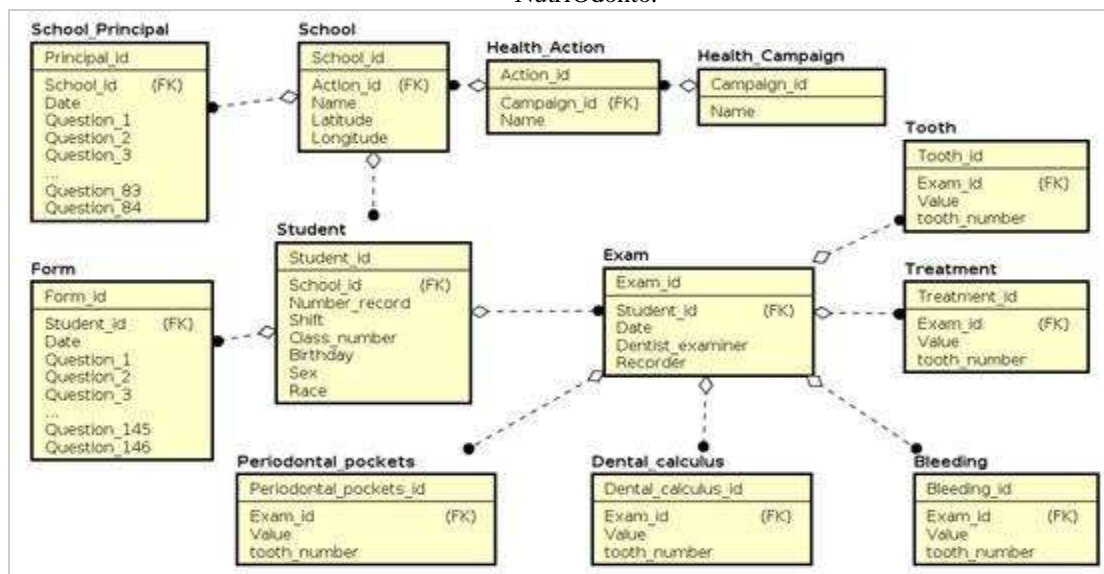 NutriOdonto.
School_Principal
Principal_id
School_id (FK)
Date
Question_1
Question_2
Question_3
...
Question_83
Question_84
School
School_id
Action_id (FK)
Name
Latitude
Longitude
Health_Action
Action_id
Campaign_id (FK)
Name
Health_Campaign
Campaign_id
Name
Tooth
Tooth_id
Exam_id (FK)
Value
tooth_number
Form
Form_id
Student_id (FK)
Date
Question_1
Question_2
Question_3
...
Question_145
Question_146
Student
Student_id
School_id (FK)
Number_record
Shift
Class_number
Birthday
Sex
Race
Exam
Exam_id
Student_id (FK)
Date
Dentist_examiner
Recorder
Treatment
Treatment_id
Exam_id (FK)
Value
tooth_number
Periodontal_pockets
Periodontal_pockets_id
Exam_id (FK)
Value
tooth_number
Dental_calculus
Dental_calculus_id
Exam_id (FK)
Value
tooth_number
Bleeding
Bleeding_id
Exam_id (FK)
Value
tooth_number